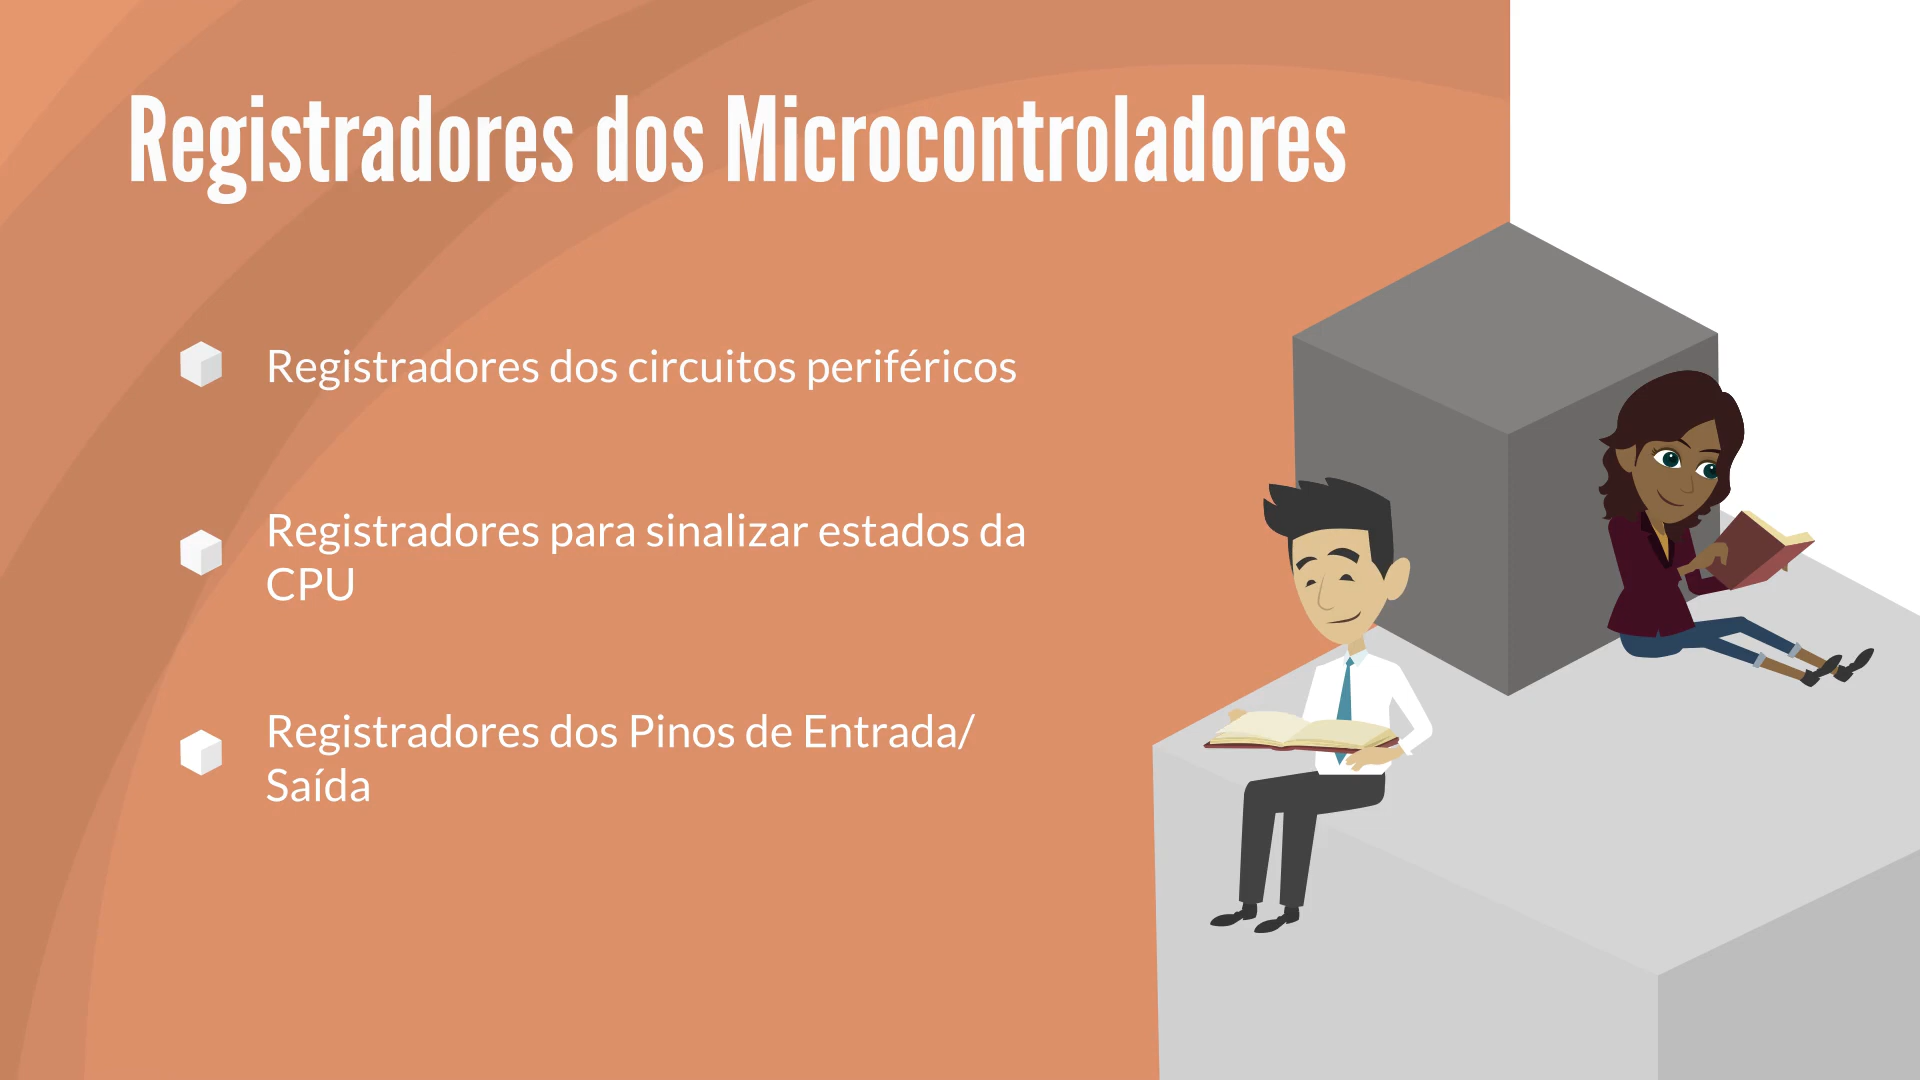 Registradores dos Microcontroladores
Registradores dos circuitos periféricos
Registradores para sinalizar estados da
CPU
Registradores dos Pinos de Entrada/
Saída